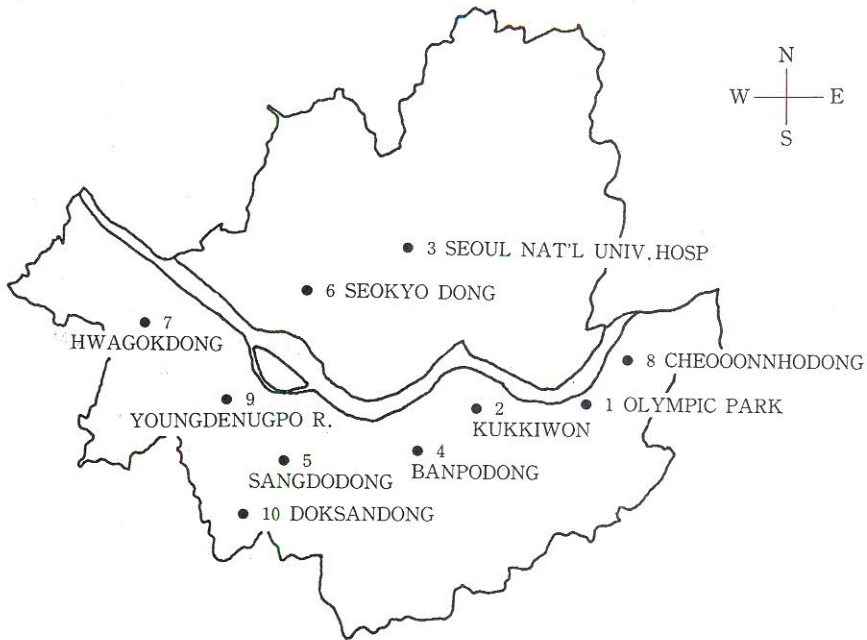 N
W E
S
3 SEOUL NAT'L UNIV. HOSP
6 SEOKYO DONG
7
HWAGOKDONG
8 CHEOOONNHODONG
9
YOUNGDENUGPO R.
2
KUKKIWON
1 OLYMPIC PARK
5
SANGDODONG
4
BANPODONG
10 DOKSANDONG